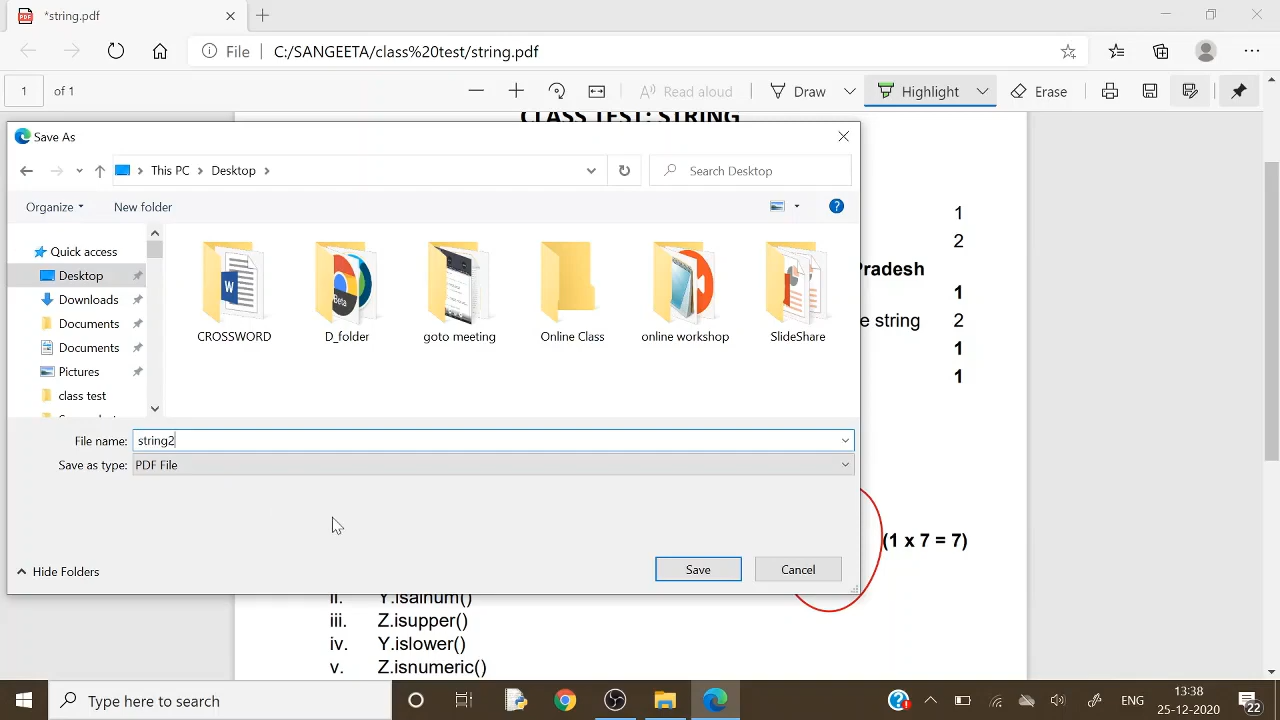 *string.pdf
File C:/SANGEETA/class%20test/string.pdf
1 of 1 Read aloud Draw Highlight Erase
CLASS TEST: STRING
Save As
This PC Desktop Search Desktop
Organize New folder
1
2
Pradesh
1
e string 2
1
1
Quick access
Desktop
Downloads
Documents
Documents
Pictures
class test
CROSSWORD D_folder goto meeting Online Class online workshop SlideShare
File name: string2
Save as type: PDF File
(1 x 7 = 7)
Save Cancel
Hide Folders
ii. Y.isalnum()
iii. Z.isupper()
iv. Y.islower()
v. Z.isnumeric()
Type here to search
ENG 13:38
25-12-2020 22